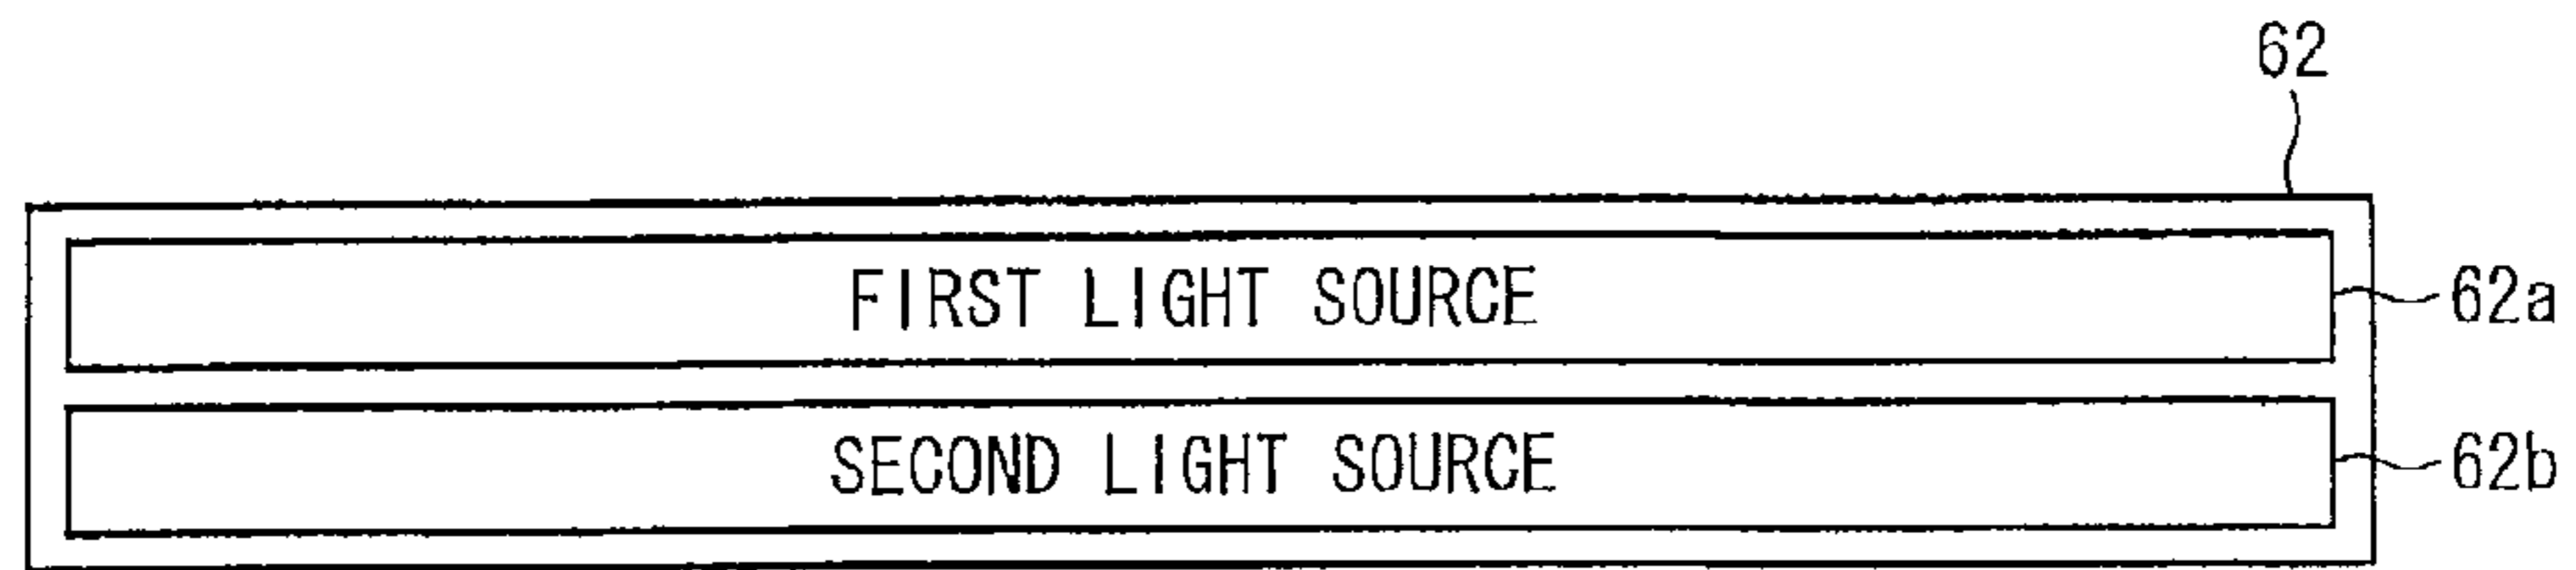 62
FIRST LIGHT SOURCE 62a
SECOND LIGHT SOURCE 62b